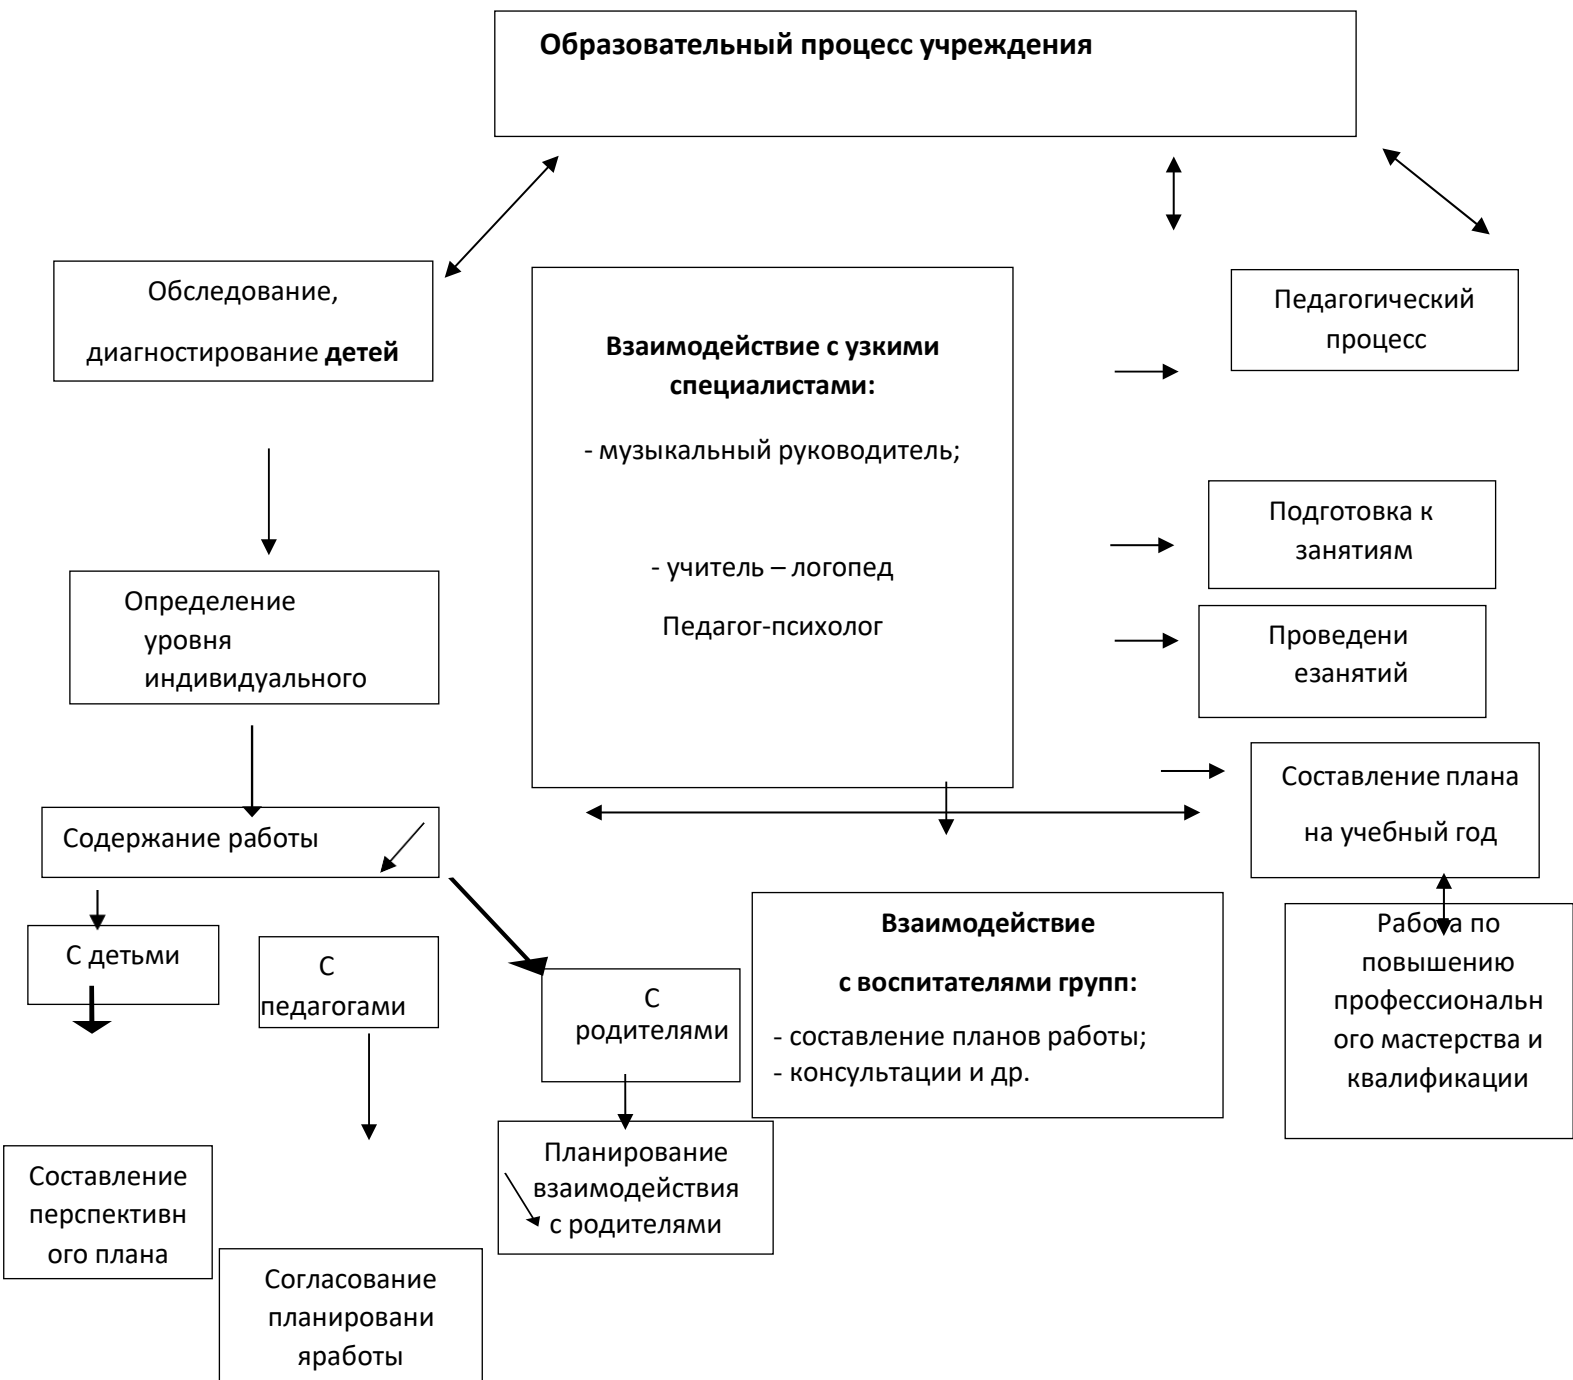 Образовательный процесс учреждения
Обследование,
диагностирование детей
Взаимодействие с узкими
специалистами:
- музыкальный руководитель;
- учитель – логопед
Педагог-психолог
Педагогический
процесс
Подготовка к
занятиям
Проведени
езанятий
Определение
уровня
индивидуального
Составление плана
на учебный год
Содержание работы
С детьми
С
педагогами
С
родителями
Взаимодействие
с воспитателями групп:
- составление планов работы;
- консультации и др.
Работа по
повышению
профессиональн
ого мастерства и
квалификации
Составление
перспективн
ого плана
Планирование
взаимодействия
с родителями
Согласование
планировани
яработы